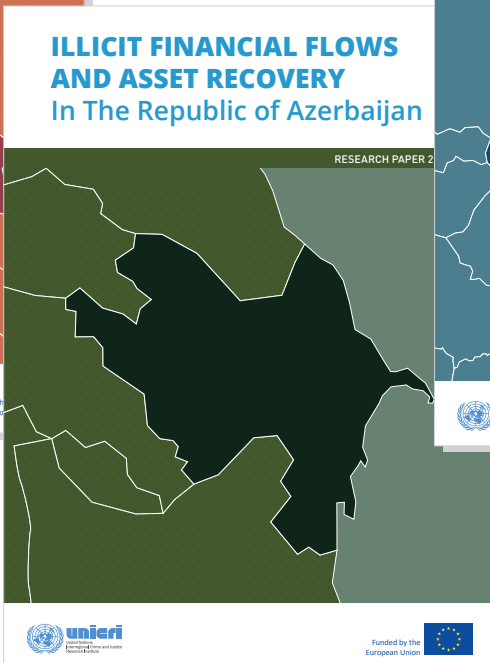 ILLICIT FINANCIAL FLOWS
AND ASSET RECOVERY
In The Republic of Azerbaijan
RESEARCH PAPER 2
unicri
United Nations
Interregional Crime and Justice
Research Institute
Funded by the
European Union